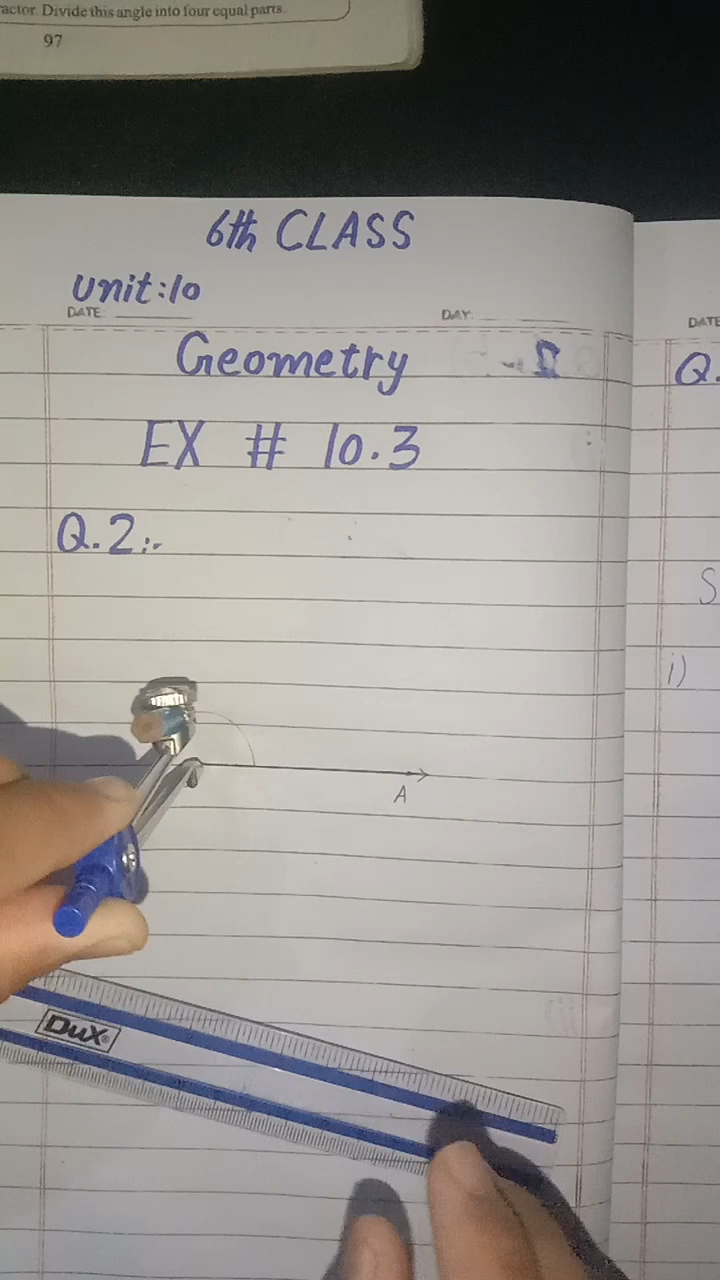 actor. Divide this angle into four equal parts.
97
6th CLASS
Unit:10
DATE:
DAY:
Geometry
EX # 10.3
Q.2:-
A
DUX
DATE
Q.
S
i)